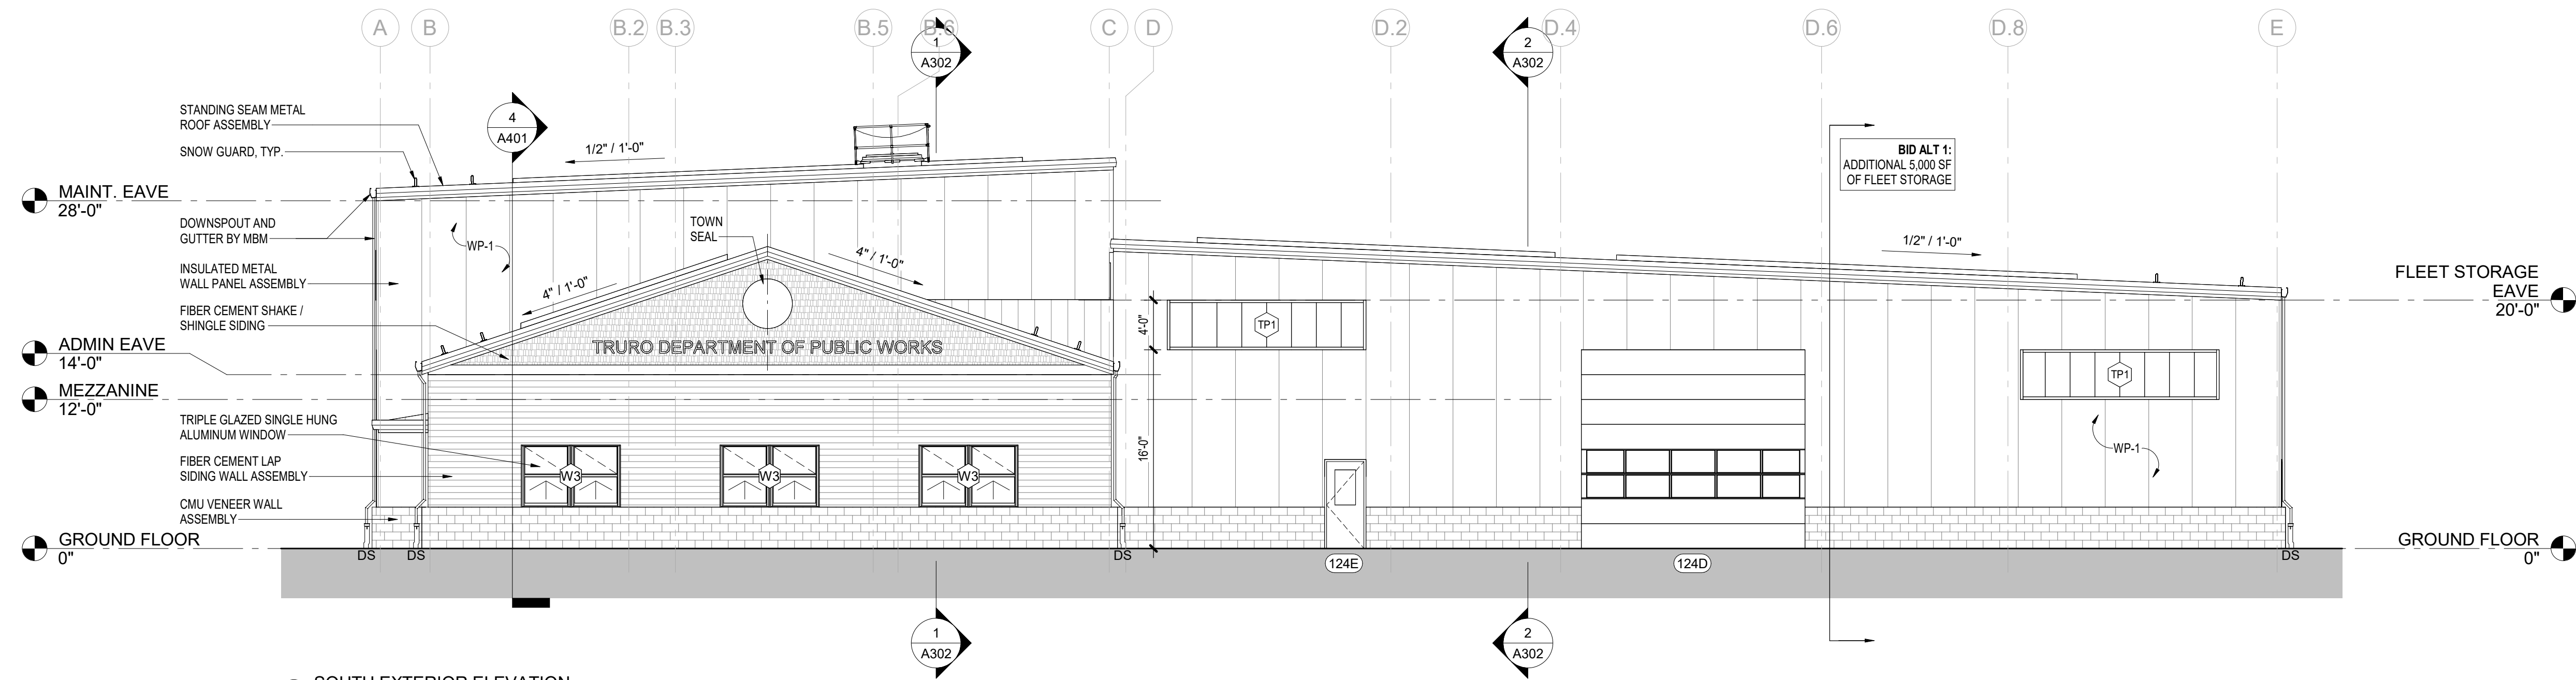 A B B.2 B.3 B.5 B.6 C D D.2 D.4 D.6 D.8 E
1
A302
2
A302
STANDING SEAM METAL
ROOF ASSEMBLY
4
A401
SNOW GUARD, TYP.
1/2" / 1'-0"
BID ALT 1:
ADDITIONAL 5,000 SF
OF FLEET STORAGE
MAINT. EAVE
28'-0"
DOWNSPOUT AND
GUTTER BY MBM
WP-1
TOWN
SEAL
4" / 1'-0"
4" / 1'-0"
1/2" / 1'-0"
INSULATED METAL
WALL PANEL ASSEMBLY
FLEET STORAGE
EAVE
20'-0"
FIBER CEMENT SHAKE /
SHINGLE SIDING
4'-0"
TP1
ADMIN EAVE
14'-0"
TRURO DEPARTMENT OF PUBLIC WORKS
TP1
MEZZANINE
12'-0"
TRIPLE GLAZED SINGLE HUNG
ALUMINUM WINDOW
16'-0"
WP-1
FIBER CEMENT LAP
SIDING WALL ASSEMBLY
W3 W3 W3
CMU VENEER WALL
ASSEMBLY
GROUND FLOOR
0"
GROUND FLOOR
0"
DS DS DS DS
124E 124D
1
A302
2
A302
SOUTH EXTERIOR ELEVATION